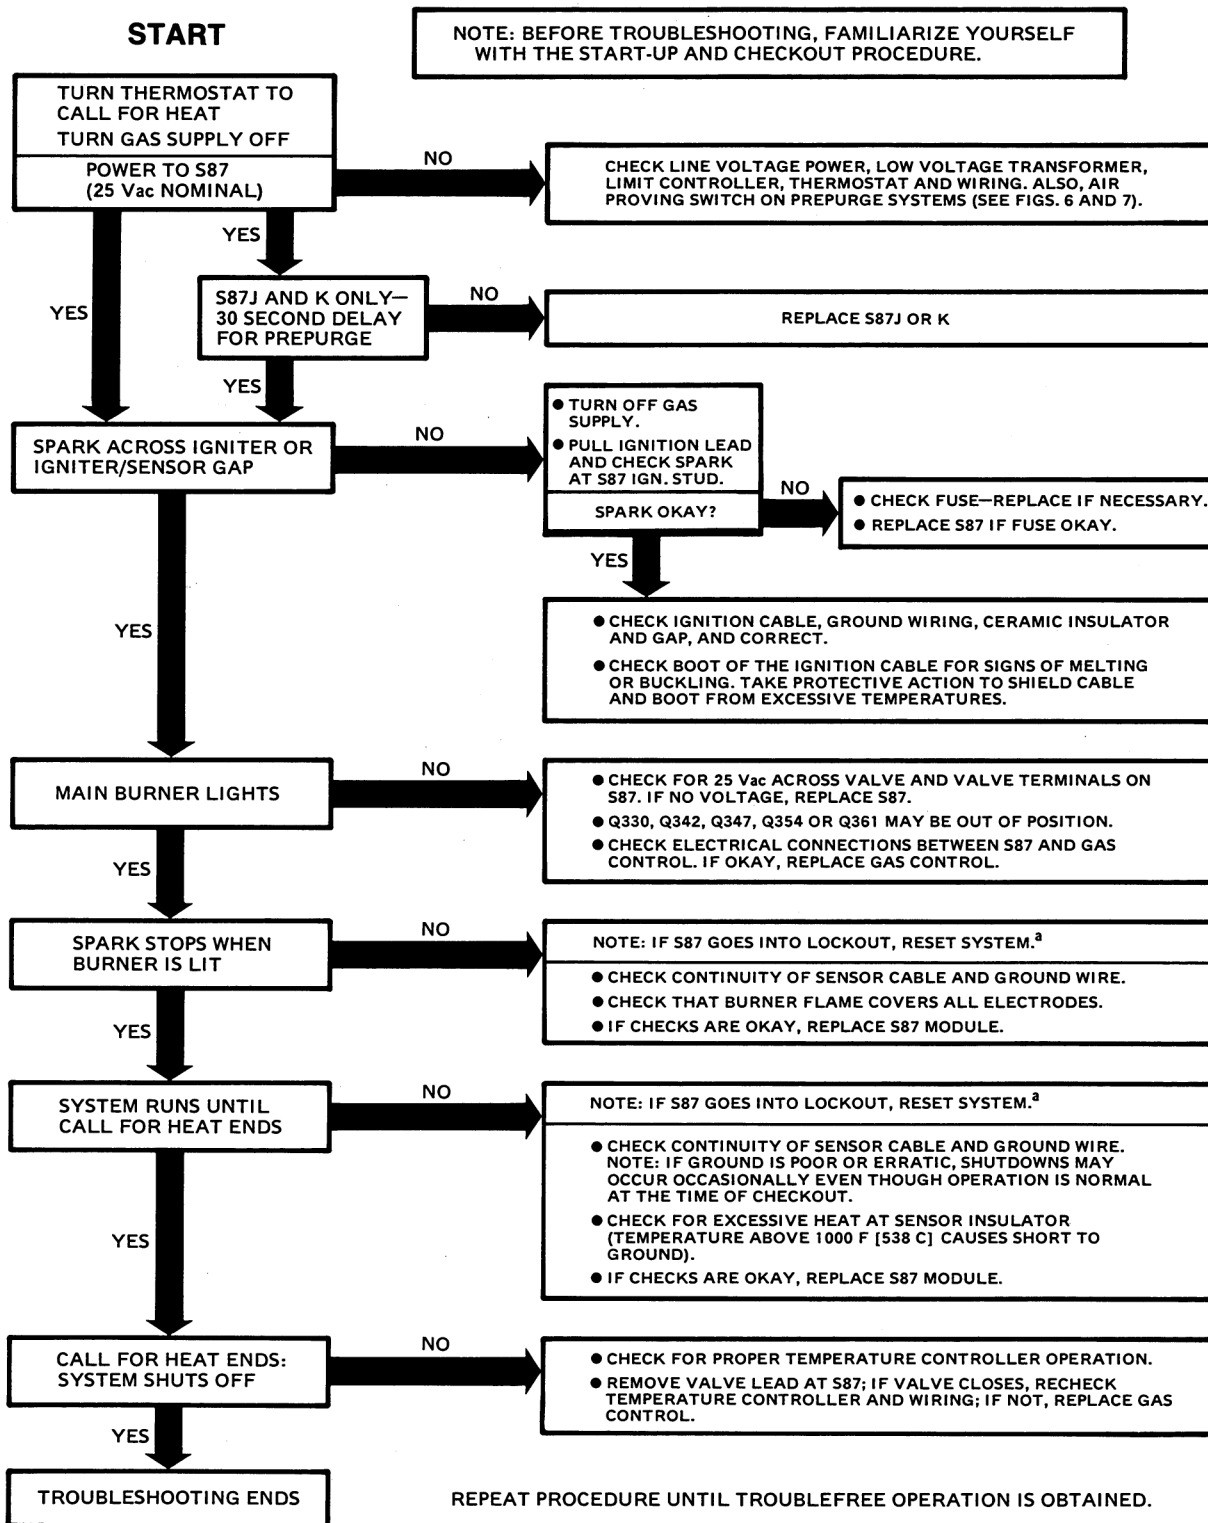 START
NOTE: BEFORE TROUBLESHOOTING, FAMILIARIZE YOURSELF
WITH THE START-UP AND CHECKOUT PROCEDURE.
TURN THERMOSTAT TO
CALL FOR HEAT
TURN GAS SUPPLY OFF
POWER TO S87
(25 Vac NOMINAL)
NO
CHECK LINE VOLTAGE POWER, LOW VOLTAGE TRANSFORMER,
LIMIT CONTROLLER, THERMOSTAT AND WIRING. ALSO, AIR
PROVING SWITCH ON PREPURGE SYSTEMS (SEE FIGS. 6 AND 7).
YES
YES
S87J AND K ONLY—
30 SECOND DELAY
FOR PREPURGE
NO
REPLACE S87J OR K
YES
SPARK ACROSS IGNITER OR
IGNITER/SENSOR GAP
NO
● TURN OFF GAS
SUPPLY.
● PULL IGNITION LEAD
AND CHECK SPARK
AT S87 IGN. STUD.
SPARK OKAY?
NO
● CHECK FUSE—REPLACE IF NECESSARY.
● REPLACE S87 IF FUSE OKAY.
YES
● CHECK IGNITION CABLE, GROUND WIRING, CERAMIC INSULATOR
AND GAP, AND CORRECT.
● CHECK BOOT OF THE IGNITION CABLE FOR SIGNS OF MELTING
OR BUCKLING. TAKE PROTECTIVE ACTION TO SHIELD CABLE
AND BOOT FROM EXCESSIVE TEMPERATURES.
YES
MAIN BURNER LIGHTS
NO
● CHECK FOR 25 Vac ACROSS VALVE AND VALVE TERMINALS ON
S87. IF NO VOLTAGE, REPLACE S87.
● Q330, Q342, Q347, Q354 OR Q361 MAY BE OUT OF POSITION.
● CHECK ELECTRICAL CONNECTIONS BETWEEN S87 AND GAS
CONTROL. IF OKAY, REPLACE GAS CONTROL.
YES
SPARK STOPS WHEN
BURNER IS LIT
NO
NOTE: IF S87 GOES INTO LOCKOUT, RESET SYSTEM.a
● CHECK CONTINUITY OF SENSOR CABLE AND GROUND WIRE.
● CHECK THAT BURNER FLAME COVERS ALL ELECTRODES.
● IF CHECKS ARE OKAY, REPLACE S87 MODULE.
YES
SYSTEM RUNS UNTIL
CALL FOR HEAT ENDS
NO
NOTE: IF S87 GOES INTO LOCKOUT, RESET SYSTEM.a
● CHECK CONTINUITY OF SENSOR CABLE AND GROUND WIRE.
NOTE: IF GROUND IS POOR OR ERRATIC, SHUTDOWNS MAY
OCCUR OCCASIONALLY EVEN THOUGH OPERATION IS NORMAL
AT THE TIME OF CHECKOUT.
● CHECK FOR EXCESSIVE HEAT AT SENSOR INSULATOR
(TEMPERATURE ABOVE 1000 F [538 C] CAUSES SHORT TO
GROUND).
● IF CHECKS ARE OKAY, REPLACE S87 MODULE.
YES
CALL FOR HEAT ENDS:
SYSTEM SHUTS OFF
NO
● CHECK FOR PROPER TEMPERATURE CONTROLLER OPERATION.
● REMOVE VALVE LEAD AT S87; IF VALVE CLOSES, RECHECK
TEMPERATURE CONTROLLER AND WIRING; IF NOT, REPLACE GAS
CONTROL.
YES
TROUBLESHOOTING ENDS
REPEAT PROCEDURE UNTIL TROUBLEFREE OPERATION IS OBTAINED.